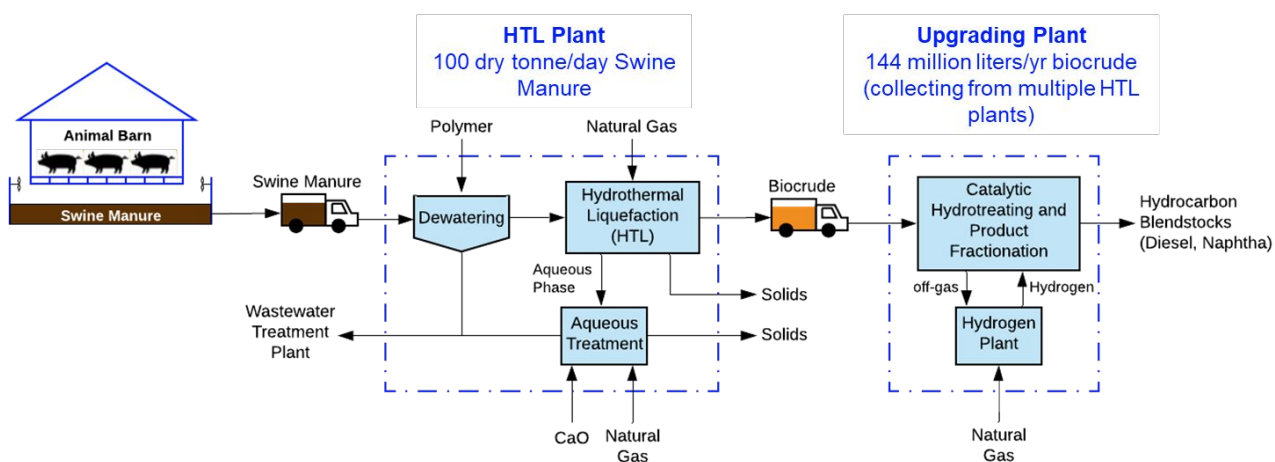 HTL Plant
100 dry tonne/day Swine
Manure
Upgrading Plant
144 million liters/yr biocrude
(collecting from multiple HTL
plants)
Animal Barn
Swine Manure
Swine Manure
Polymer
Natural Gas
Dewatering
Hydrothermal
Liquefaction
(HTL)
Biocrude
Catalytic
Hydrotreating and
Product
Fractionation
Hydrocarbon
Blendstocks
(Diesel, Naphtha)
Aqueous
Phase
Solids
off-gas
Hydrogen
Wastewater
Treatment
Plant
Aqueous
Treatment
Solids
Hydrogen
Plant
CaO
Natural
Gas
Natural
Gas